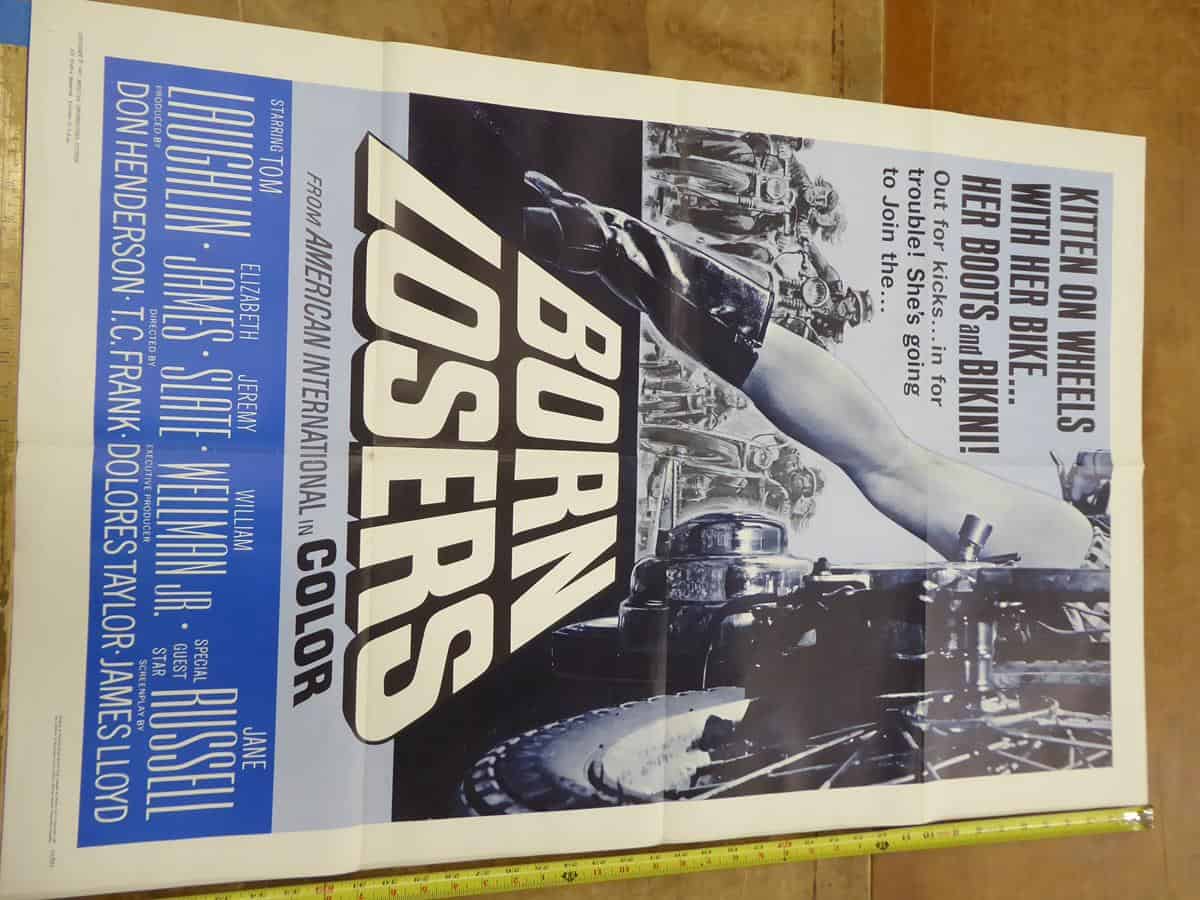 KITTEN ON WHEELS
WITH HER BIKE...
HER BOOTS and BIKINI!
Out for kicks...in for
trouble! She's going
to Join the...
BORN
LOSERS
FROM AMERICAN INTERNATIONAL IN COLOR
STARRING TOM LAUGHLIN · ELIZABETH JAMES · JEREMY SLATE · WILLIAM WELLMAN JR. · SPECIAL GUEST STAR JANE RUSSELL
PRODUCED BY DON HENDERSON · DIRECTED BY T.C. FRANK · EXECUTIVE PRODUCER DOLORES TAYLOR · SCREENPLAY BY JAMES LLOYD